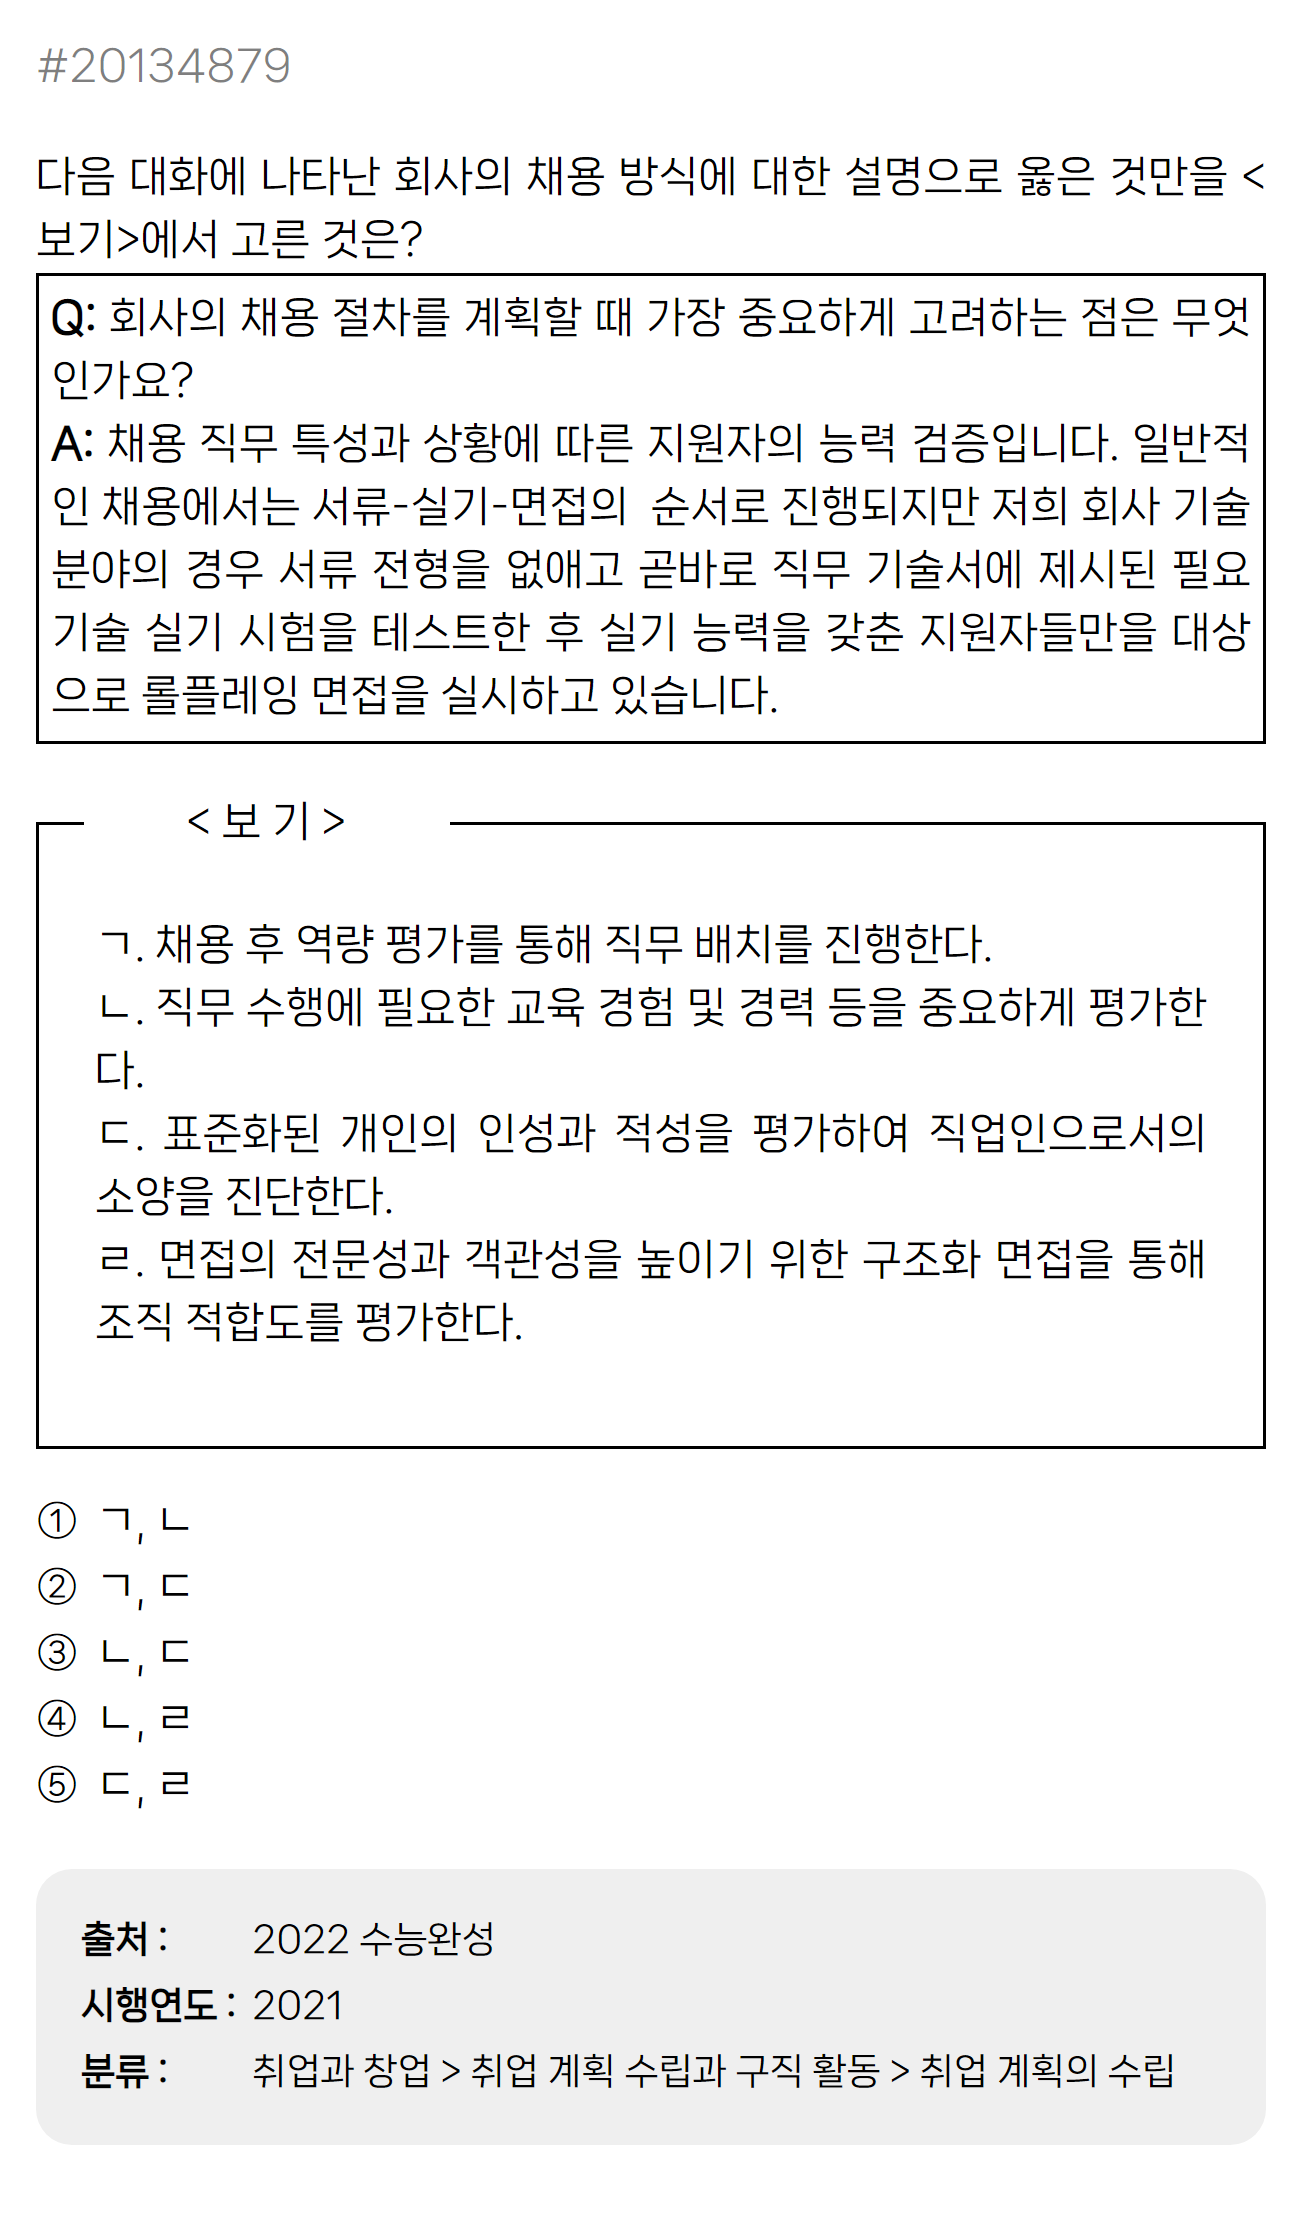 #20134879
다음 대화에 나타난 회사의 채용 방식에 대한 설명으로 옳은 것만을 <
보기>에서 고른 것은?
Q: 회사의 채용 절차를 계획할 때 가장 중요하게 고려하는 점은 무엇
인가요?
A: 채용 직무 특성과 상황에 따른 지원자의 능력 검증입니다. 일반적
인 채용에서는 서류-실기-면접의 순서로 진행되지만 저희 회사 기술
분야의 경우 서류 전형을 없애고 곧바로 직무 기술서에 제시된 필요
기술 실기 시험을 테스트한 후 실기 능력을 갖춘 지원자들만을 대상
으로 롤플레잉 면접을 실시하고 있습니다.
< 보 기 >
ㄱ. 채용 후 역량 평가를 통해 직무 배치를 진행한다.
ㄴ. 직무 수행에 필요한 교육 경험 및 경력 등을 중요하게 평가한
다.
ㄷ. 표준화된 개인의 인성과 적성을 평가하여 직업인으로서의
소양을 진단한다.
ㄹ. 면접의 전문성과 객관성을 높이기 위한 구조화 면접을 통해
조직 적합도를 평가한다.
① ㄱ, ㄴ
② ㄱ, ㄷ
③ ㄴ, ㄷ
④ ㄴ, ㄹ
⑤ ㄷ, ㄹ
출처 : 2022 수능완성
시행연도 : 2021
분류 : 취업과 창업 > 취업 계획 수립과 구직 활동 > 취업 계획의 수립